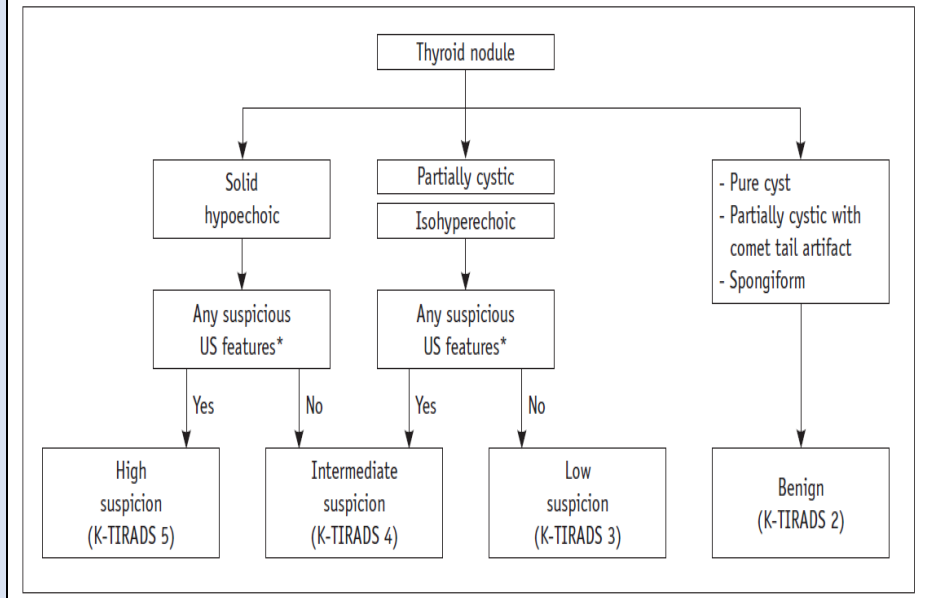 Thyroid nodule
Solid
hypoechoic
Partially cystic
Isohyperechoic
- Pure cyst
- Partially cystic with
comet tail artifact
- Spongiform
Any suspicious
US features*
Any suspicious
US features*
Yes
No
Yes
No
High
suspicion
(K-TIRADS 5)
Intermediate
suspicion
(K-TIRADS 4)
Low
suspicion
(K-TIRADS 3)
Benign
(K-TIRADS 2)